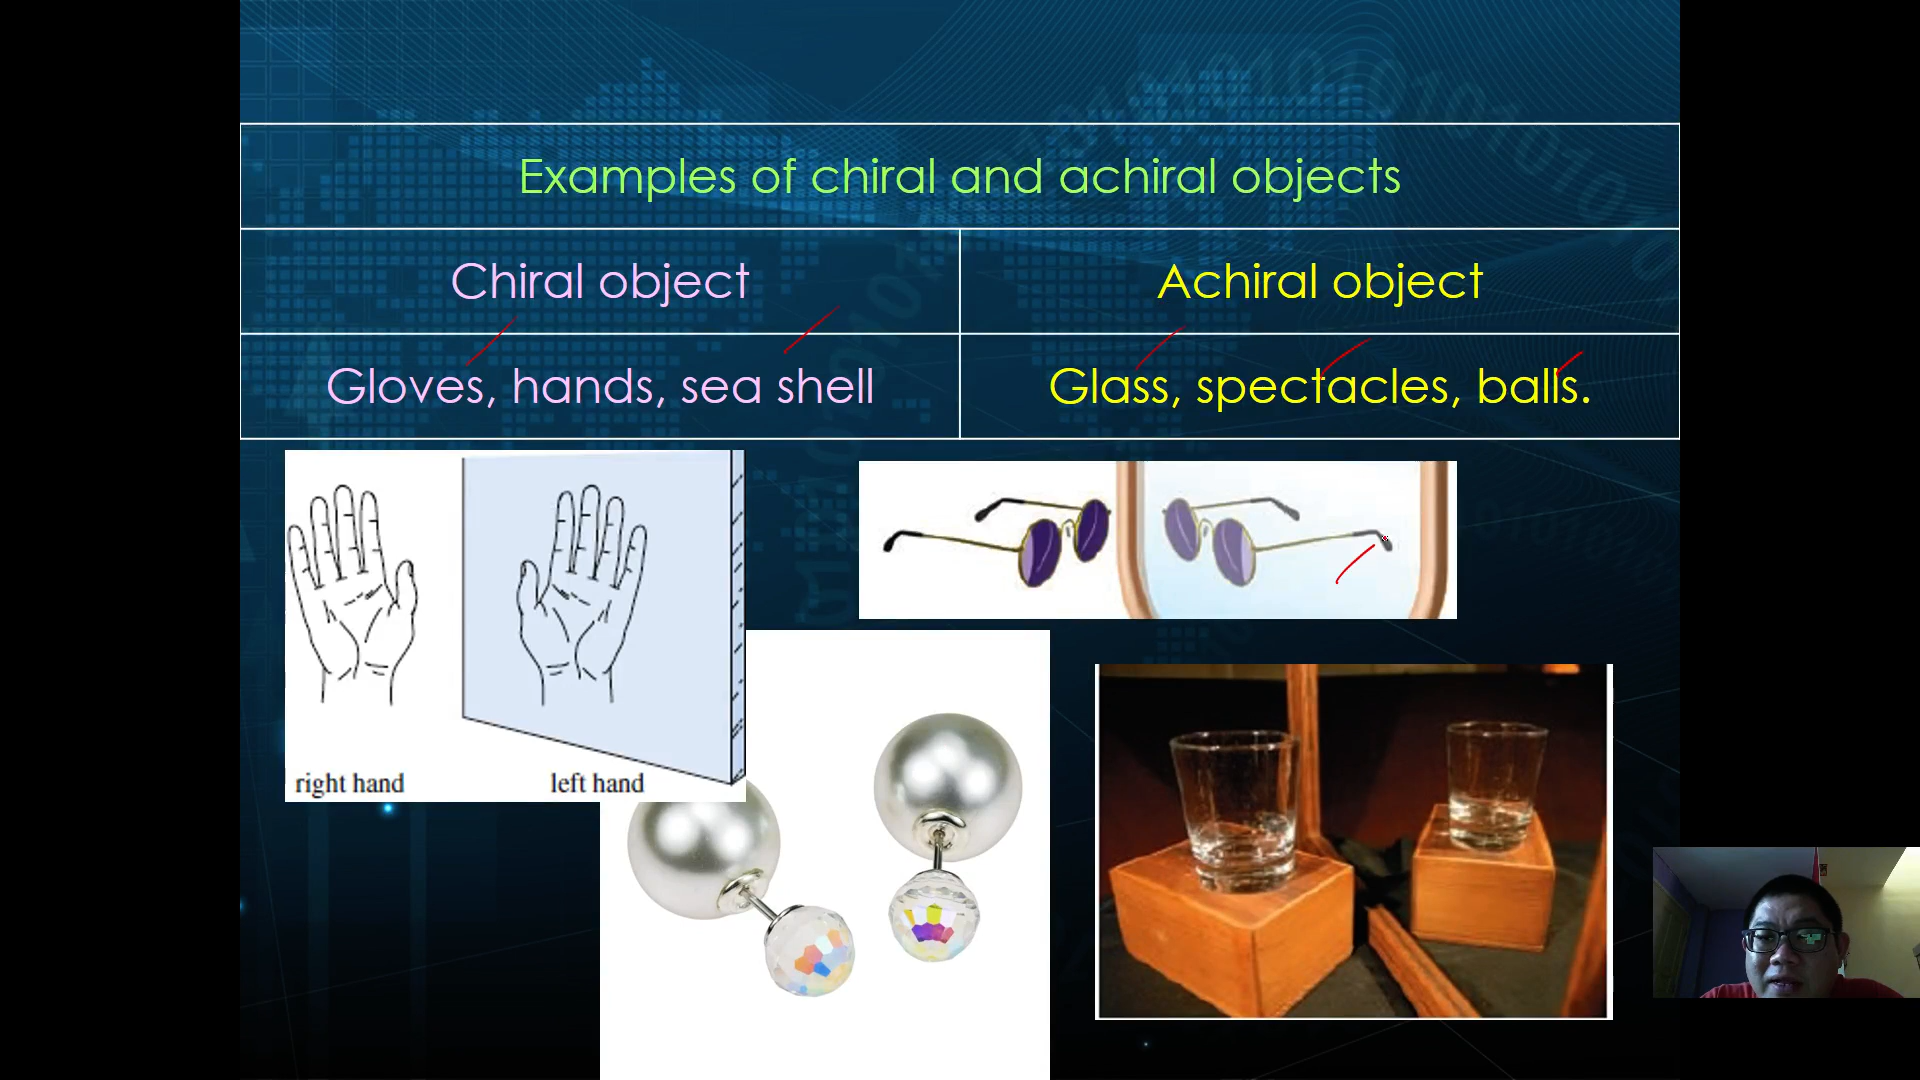 Examples of chiral and achiral objects
Chiral object
Achiral object
Gloves, hands, sea shell
Glass, spectacles, balls.
right hand
left hand